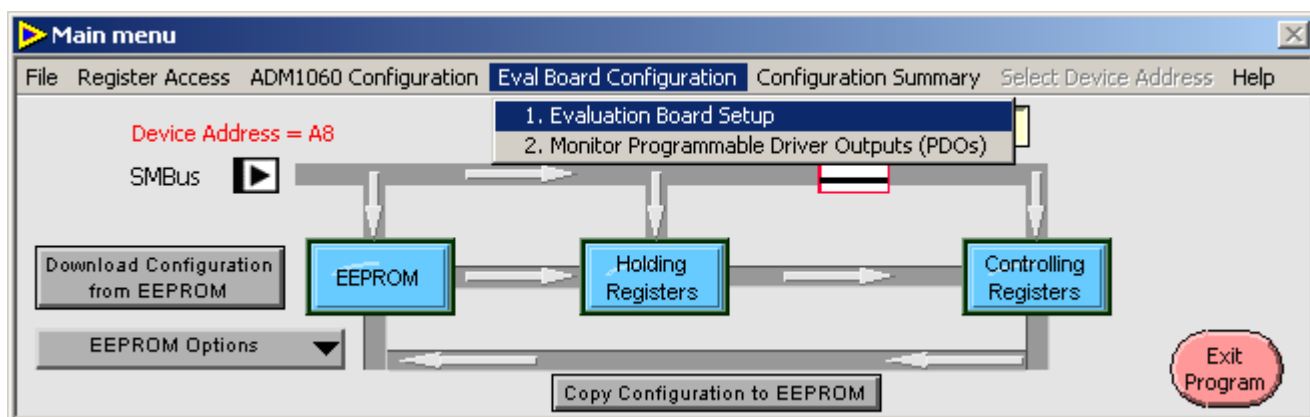 Main menu
File Register Access ADM1060 Configuration Eval Board Configuration Configuration Summary Select Device Address Help
1. Evaluation Board Setup
2. Monitor Programmable Driver Outputs (PDOs)
Device Address = A8
SMBus
Download Configuration
from EEPROM
EEPROM
Holding
Registers
Controlling
Registers
EEPROM Options
Copy Configuration to EEPROM
Exit
Program